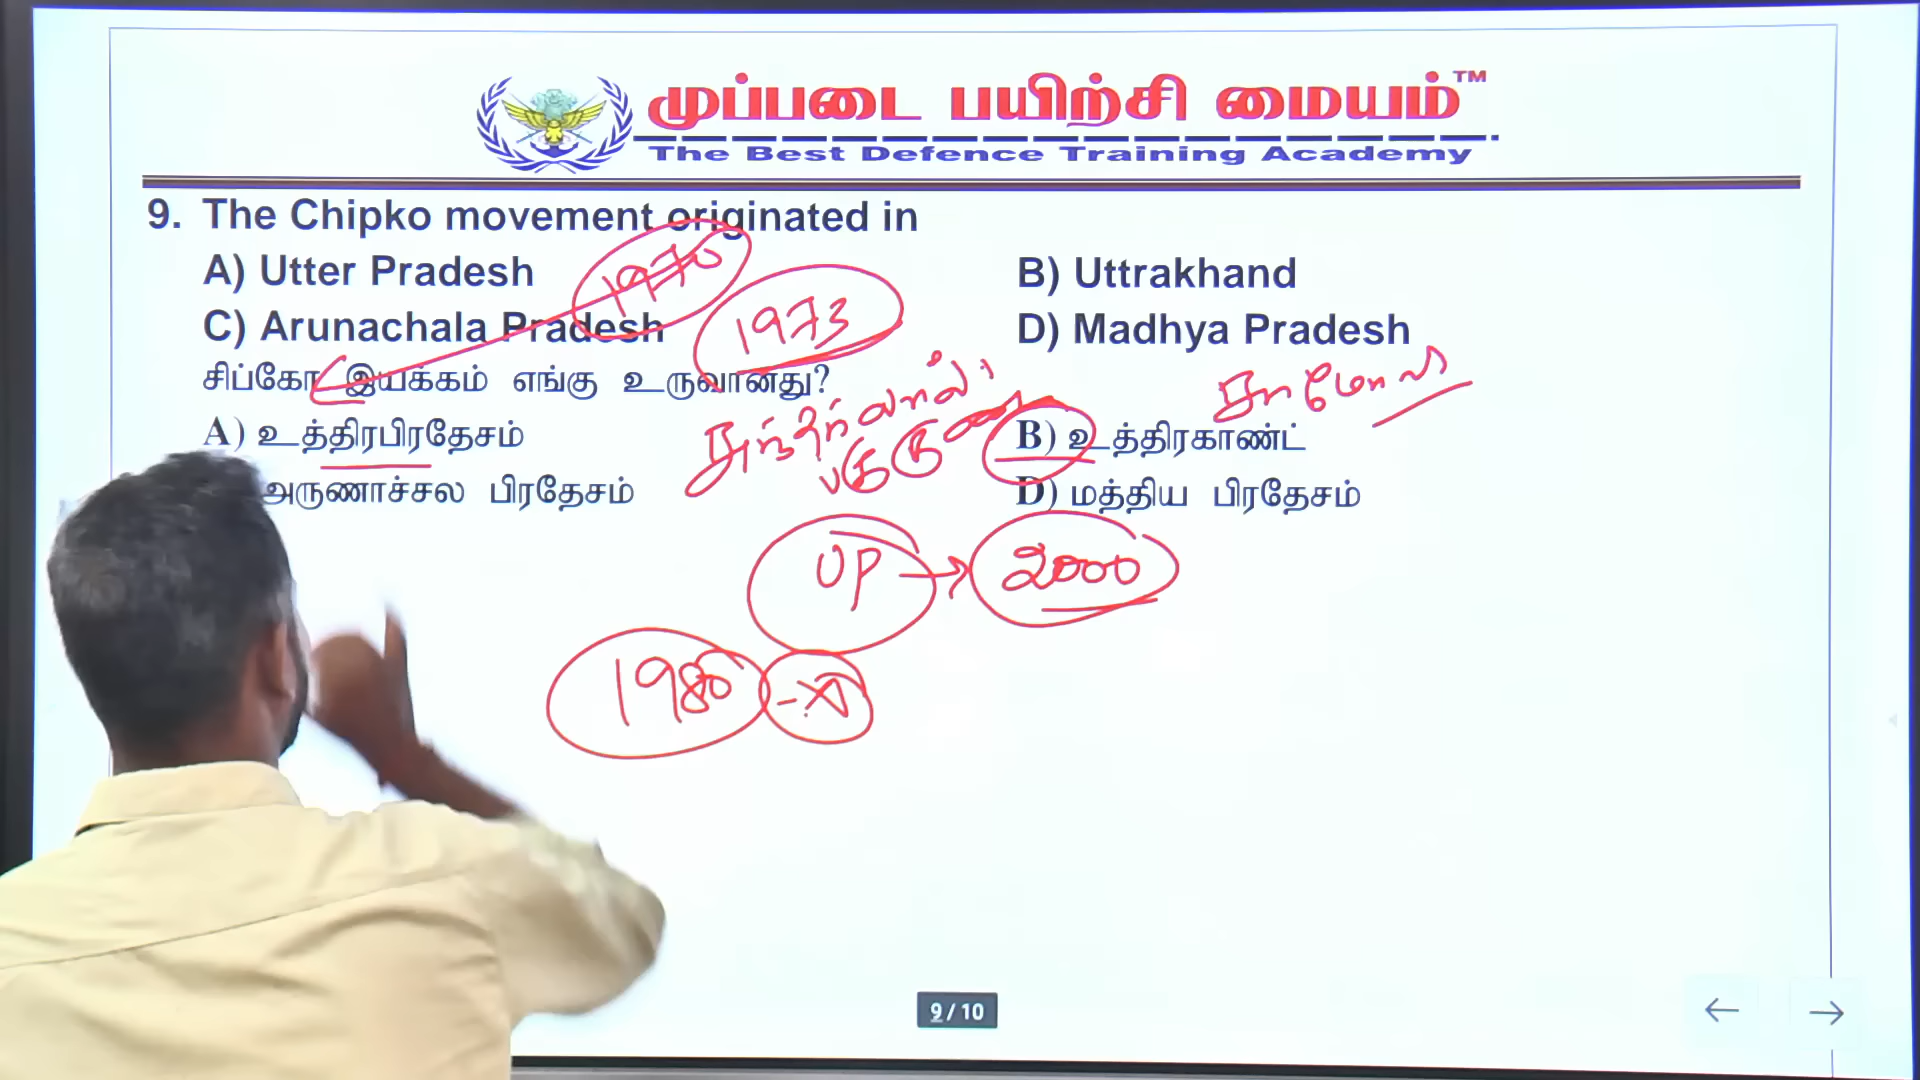 முப்படை பயிற்சி மையம்™
The Best Defence Training Academy
9. The Chipko movement originated in
A) Utter Pradesh
B) Uttrakhand
C) Arunachala Pradesh
D) Madhya Pradesh
1970
1973
சிப்கோ இயக்கம் எங்கு உருவானது?
A) உத்திரபிரதேசம்
B) உத்திரகாண்ட்
அருணாச்சல பிரதேசம்
D) மத்திய பிரதேசம்
UP → 2000
9 / 10